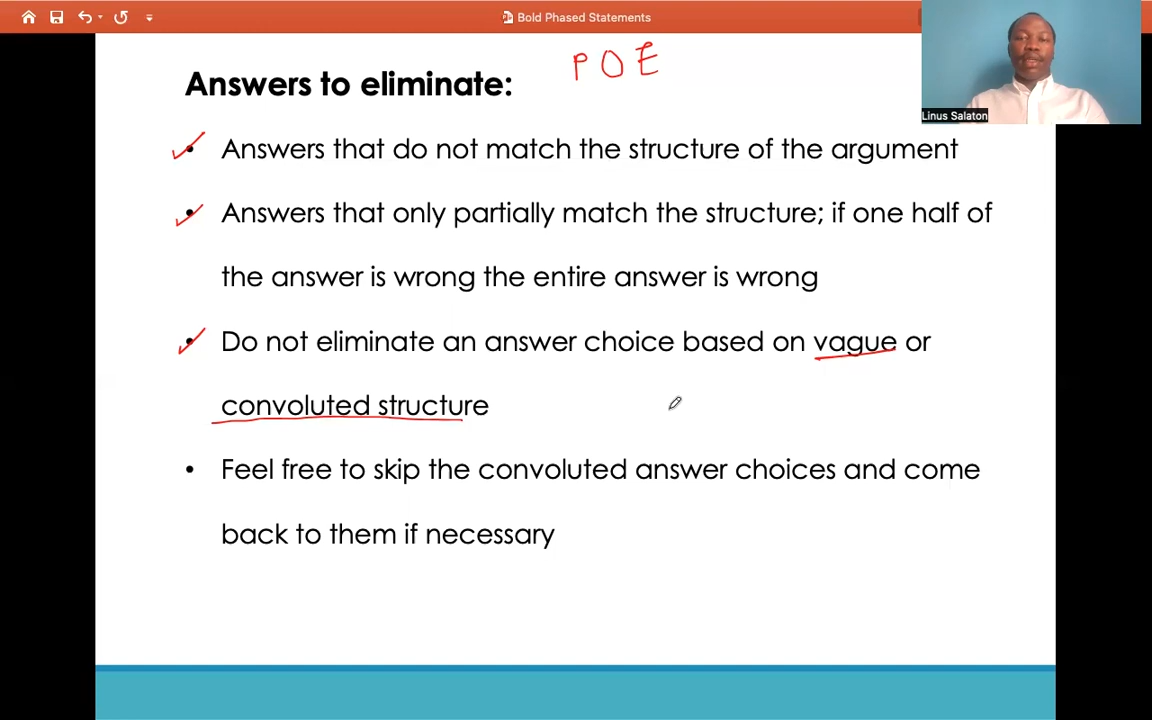 Bold Phased Statements
POE
Answers to eliminate:
Linus Salaton
• Answers that do not match the structure of the argument
• Answers that only partially match the structure; if one half of
the answer is wrong the entire answer is wrong
• Do not eliminate an answer choice based on vague or
convoluted structure
• Feel free to skip the convoluted answer choices and come
back to them if necessary